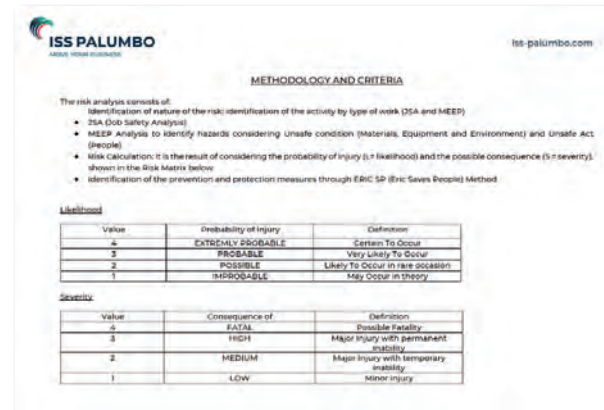 ISS PALUMBO
MOVE YOUR BUSINESS
iss-palumbo.com
METHODOLOGY AND CRITERIA
The risk analysis consists of:
Identification of nature of the risk: identification of the activity by type of work (JSA and MEEP)
• JSA (Job Safety Analysis)
• MEEP Analysis to identify hazards considering Unsafe condition (Materials, Equipment and Environment) and Unsafe Act
(People)
• Risk Calculation: it is the result of considering the probability of injury (L = likelihood) and the possible consequence (S = severity),
shown in the Risk Matrix below
• Identification of the prevention and protection measures through ERIC SP (Eric Saves People) Method
Likelihood
Value Probability of Injury Definition
4 EXTREMLY PROBABLE Certain To Occur
3 PROBABLE Very Likely To Occur
2 POSSIBLE Likely To Occur in rare occasion
1 IMPROBABLE May Occur in theory
Severity
Value Consequence of Definition
4 FATAL Possible Fatality
3 HIGH Major Injury with permanent
inability
2 MEDIUM Major Injury with temporary
inability
1 LOW Minor Injury